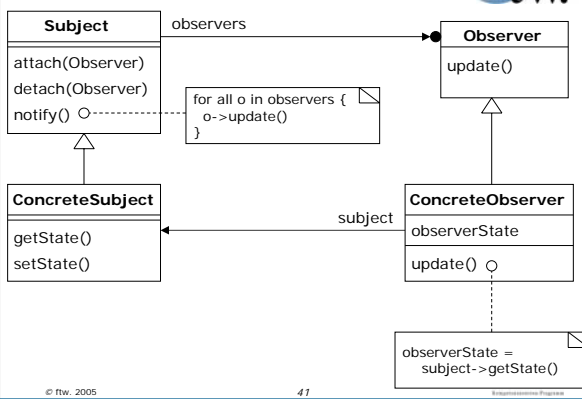 Subject
observers
Observer
attach(Observer)
detach(Observer)
notify()
update()
for all o in observers {
o->update()
}
ConcreteSubject
ConcreteObserver
getState()
setState()
subject
observerState
update()
observerState =
subject->getState()
© ftw. 2005
41